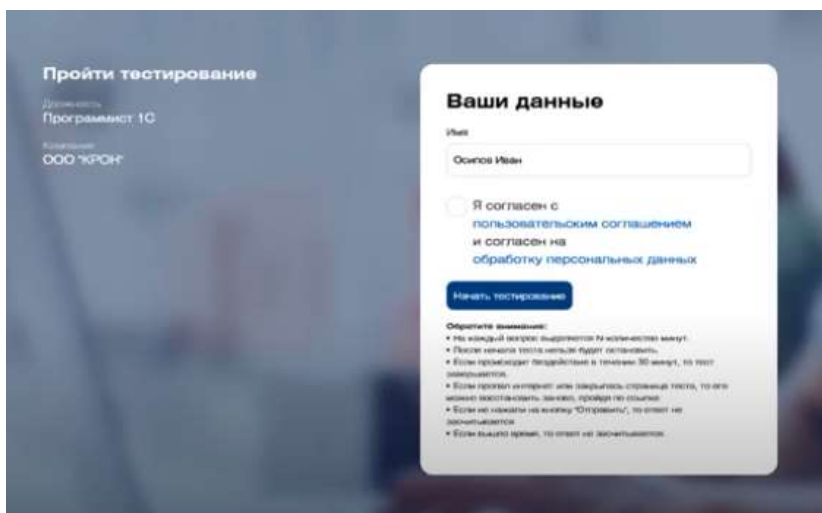 Пройти тестирование
Должность
Программист 1С
Компания
ООО "КРОН"
Ваши данные
Имя
Осипов Иван
Я согласен с
пользовательским соглашением
и согласен на
обработку персональных данных
Начать тестирование
Обратите внимание:
• На каждый вопрос выделяется N количество минут.
• После начала теста нельзя будет остановить.
• Если происходит бездействие в течении 30 минут, то тест
завершается.
• Если пропал интернет или закрылась страница теста, то его
можно восстановить заново, пройдя по ссылке
• Если не нажали на кнопку "Отправить", то ответ не
засчитывается
• Если вышло время, то ответ не засчитывается